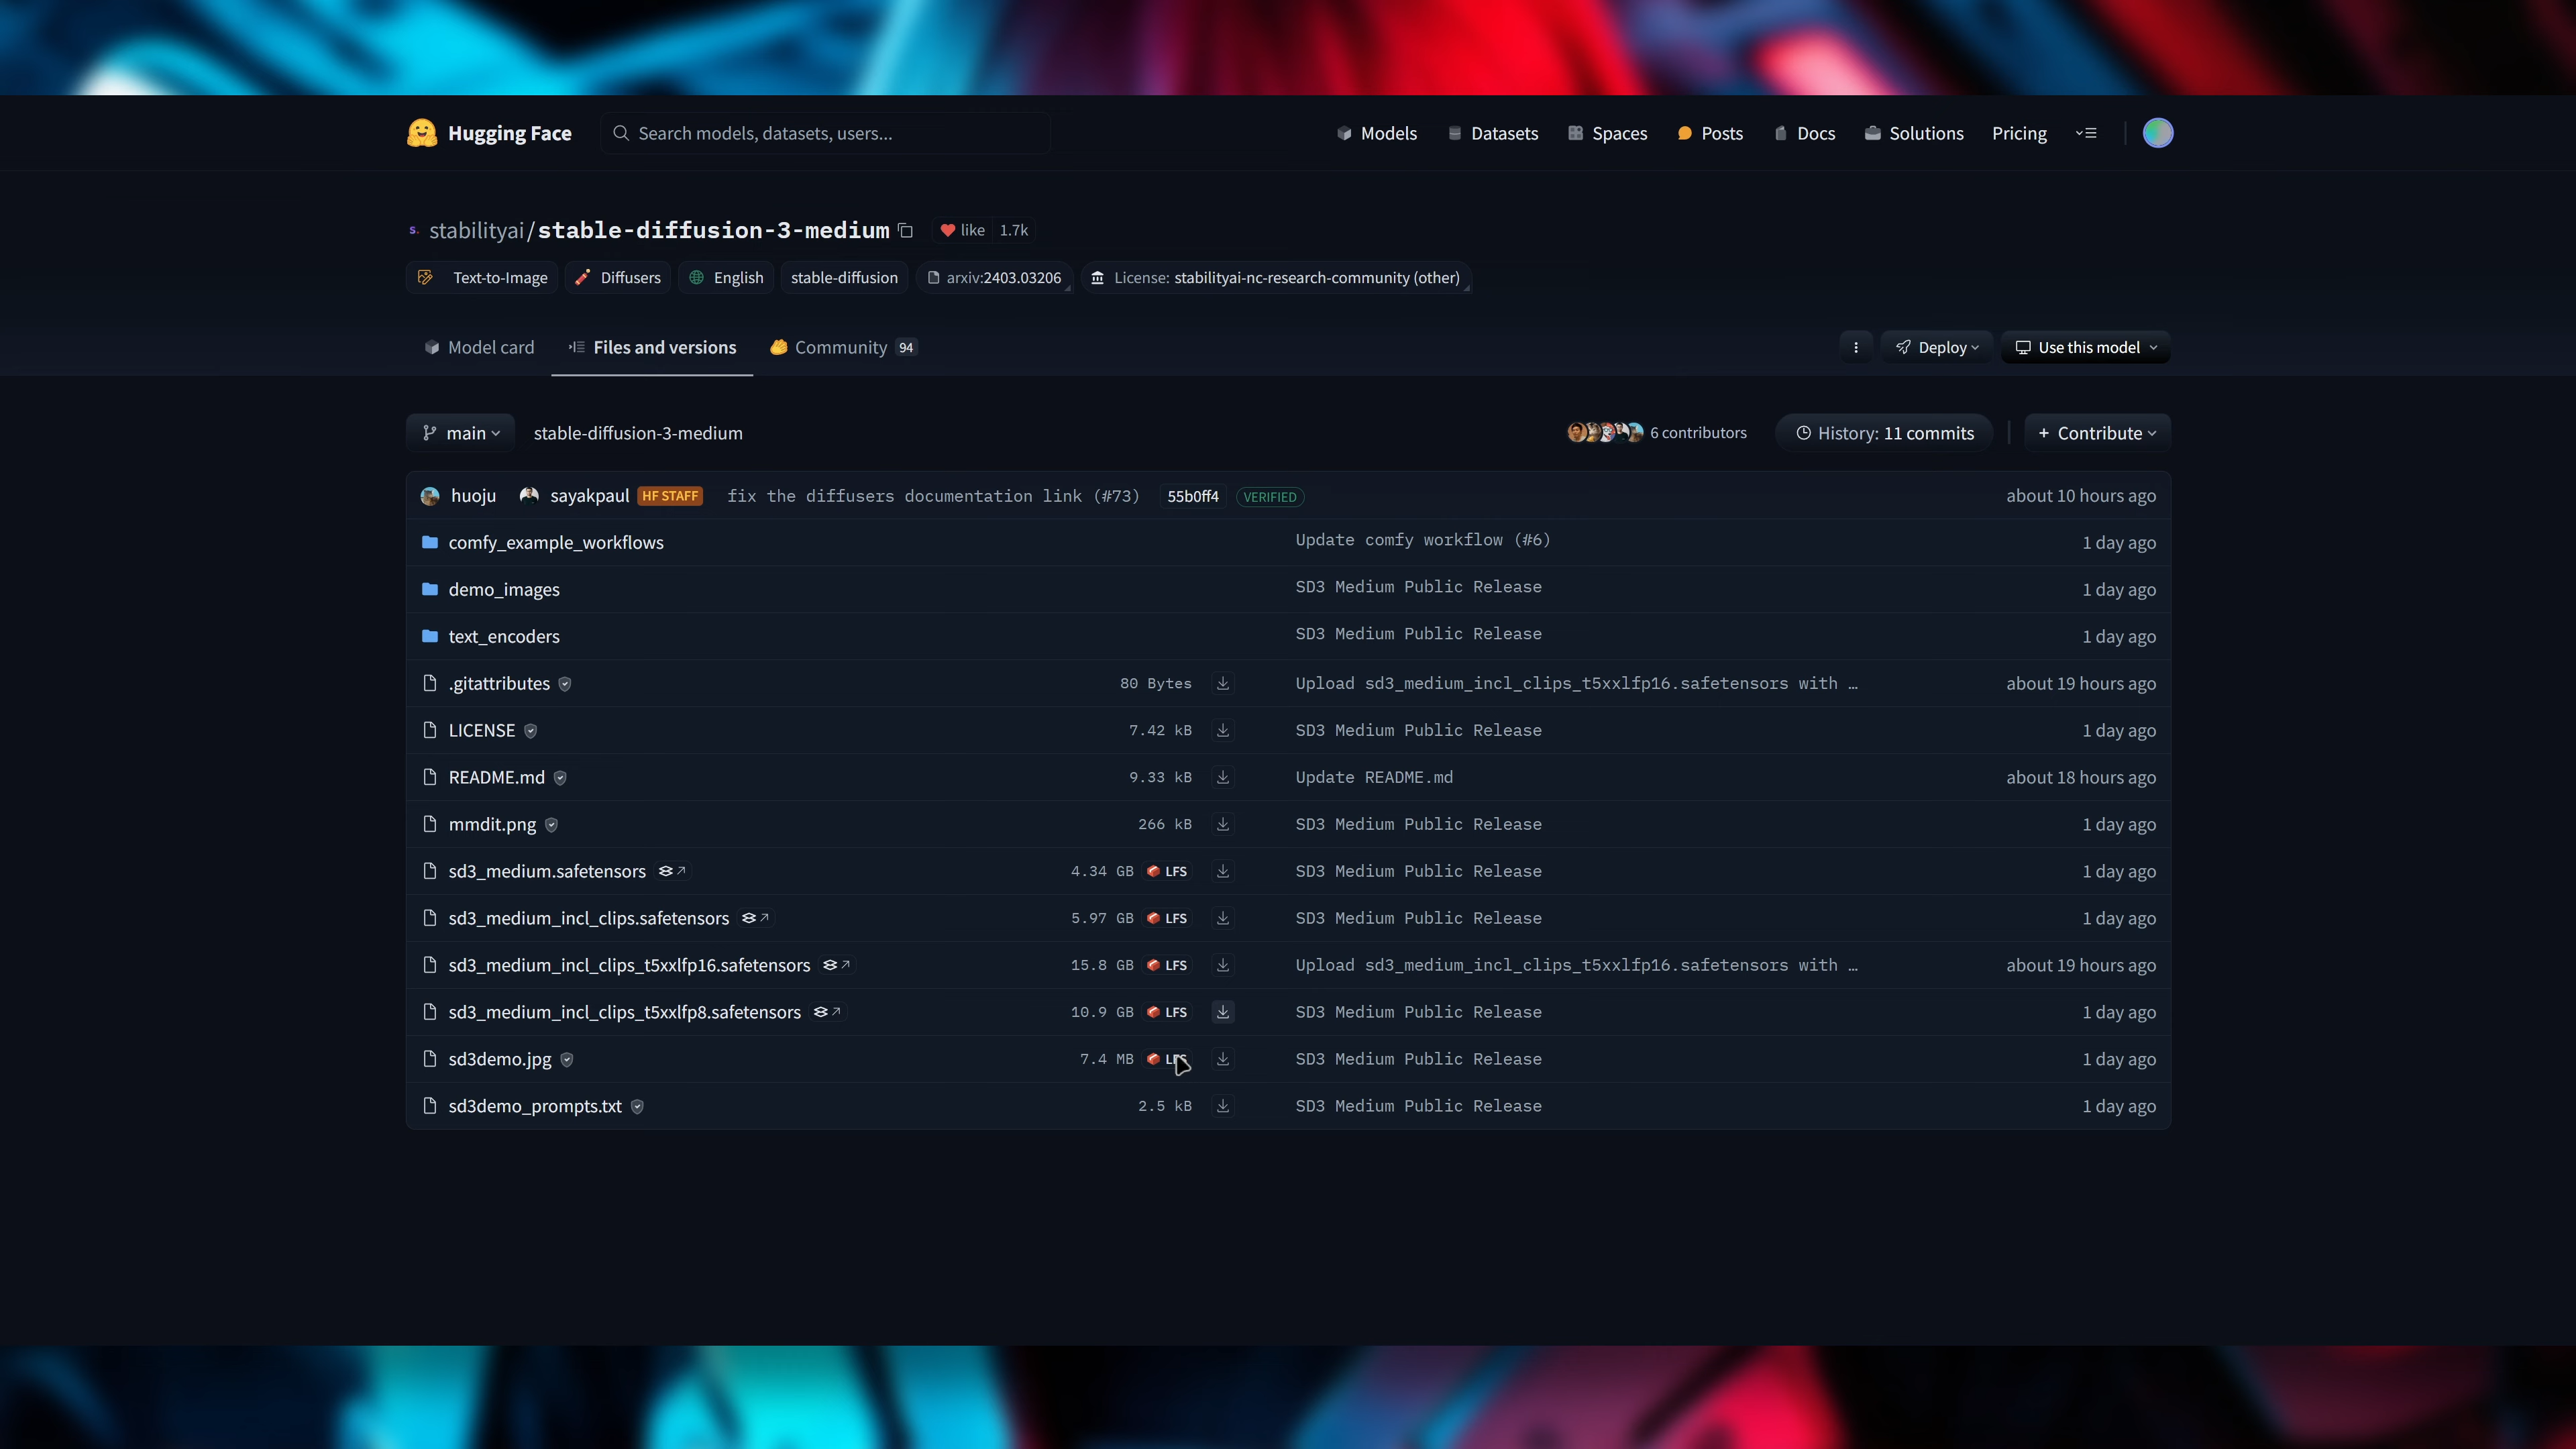 Hugging Face Search models, datasets, users... Models Datasets Spaces Posts Docs Solutions Pricing
s. stabilityai/stable-diffusion-3-medium like 1.7k
Text-to-Image Diffusers English stable-diffusion arxiv:2403.03206 License: stabilityai-nc-research-community (other)
Model card Files and versions Community 94 Deploy Use this model
main stable-diffusion-3-medium 6 contributors History: 11 commits + Contribute
huoju sayakpaul HF STAFF fix the diffusers documentation link (#73) 55b0ff4 VERIFIED about 10 hours ago
comfy_example_workflows Update comfy workflow (#6) 1 day ago
demo_images SD3 Medium Public Release 1 day ago
text_encoders SD3 Medium Public Release 1 day ago
.gitattributes 80 Bytes Upload sd3_medium_incl_clips_t5xxlfp16.safetensors with … about 19 hours ago
LICENSE 7.42 kB SD3 Medium Public Release 1 day ago
README.md 9.33 kB Update README.md about 18 hours ago
mmdit.png 266 kB SD3 Medium Public Release 1 day ago
sd3_medium.safetensors 4.34 GB LFS SD3 Medium Public Release 1 day ago
sd3_medium_incl_clips.safetensors 5.97 GB LFS SD3 Medium Public Release 1 day ago
sd3_medium_incl_clips_t5xxlfp16.safetensors 15.8 GB LFS Upload sd3_medium_incl_clips_t5xxlfp16.safetensors with … about 19 hours ago
sd3_medium_incl_clips_t5xxlfp8.safetensors 10.9 GB LFS SD3 Medium Public Release 1 day ago
sd3demo.jpg 7.4 MB LFS SD3 Medium Public Release 1 day ago
sd3demo_prompts.txt 2.5 kB SD3 Medium Public Release 1 day ago